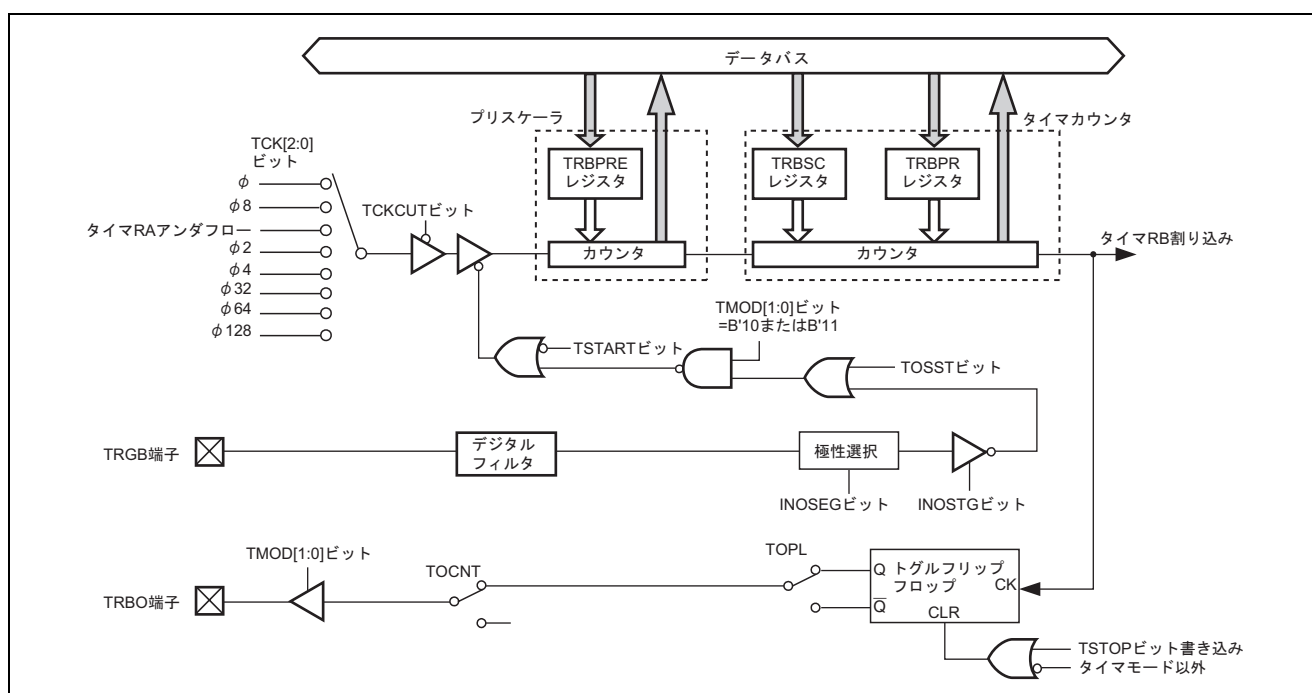 データバス
プリスケーラ
タイマカウンタ
TCK[2:0]
ビット
TRBPRE
レジスタ
TRBSC
レジスタ
TRBPR
レジスタ
φ
φ8
タイマRAアンダフロー
φ2
φ4
φ32
φ64
φ128
TCKCUTビット
カウンタ
カウンタ
タイマRB割り込み
TMOD[1:0]ビット
=B'10またはB'11
TSTARTビット
TOSSTビット
TRGB端子
デジタル
フィルタ
極性選択
INOSEGビット
INOSTGビット
TMOD[1:0]ビット
TOCNT
TOPL
Q トグルフリップ
フロップ
CK
Q
CLR
TRBO端子
TSTOPビット書き込み
タイマモード以外